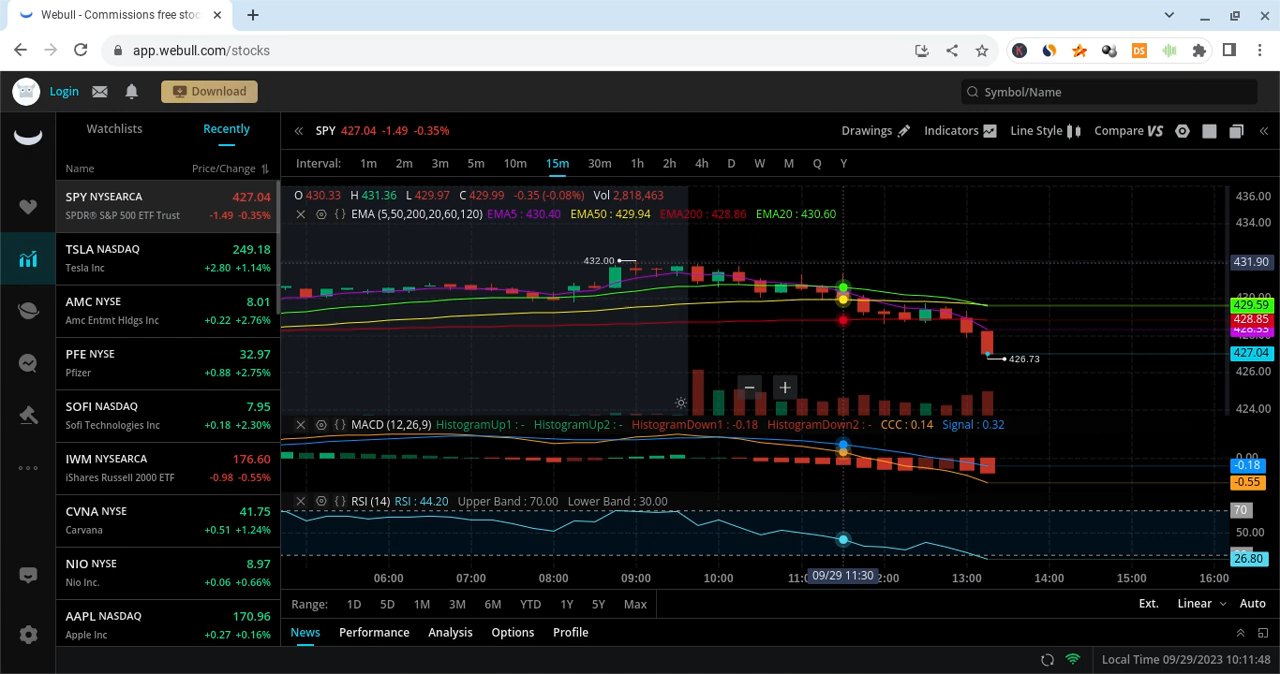 Webull - Commissions free stoc
app.webull.com/stocks
DS
Login
Download
Symbol/Name
Watchlists
Recently
Name
Price/Change
SPY NYSEARCA
427.04
SPDR® S&P 500 ETF Trust
-1.49 -0.35%
TSLA NASDAQ
249.18
Tesla Inc
+2.80 +1.14%
AMC NYSE
8.01
Amc Entmt Hldgs Inc
+0.22 +2.76%
PFE NYSE
32.97
Pfizer
+0.88 +2.75%
SOFI NASDAQ
7.95
Sofi Technologies Inc
+0.18 +2.30%
IWM NYSEARCA
176.60
iShares Russell 2000 ETF
-0.98 -0.55%
CVNA NYSE
41.75
Carvana
+0.51 +1.24%
NIO NYSE
8.97
Nio Inc.
+0.06 +0.66%
AAPL NASDAQ
170.96
Apple Inc
+0.27 +0.16%
SPY 427.04 -1.49 -0.35%
Drawings
Indicators
Line Style
Compare VS
Interval: 1m 2m 3m 5m 10m 15m 30m 1h 2h 4h D W M Q Y
O 430.33 H 431.36 L 429.97 C 429.99 -0.35 (-0.08%) Vol 2,818,463
EMA (5,50,200,20,60,120) EMA5 : 430.40 EMA50 : 429.94 EMA200 : 428.86 EMA20 : 430.60
432.00
426.73
436.00
434.00
431.90
429.59
428.85
428.33
427.04
426.00
424.00
MACD (12,26,9) HistogramUp1 : - HistogramUp2 : - HistogramDown1 : -0.18 HistogramDown2 : - CCC : 0.14 Signal : 0.32
0.00
-0.18
-0.55
RSI (14) RSI : 44.20 Upper Band : 70.00 Lower Band : 30.00
70
50.00
26.80
06:00 07:00 08:00 09:00 10:00 09/29 11:30 13:00 14:00 15:00 16:00
Range: 1D 5D 1M 3M 6M YTD 1Y 5Y Max
Ext. Linear Auto
News Performance Analysis Options Profile
Local Time 09/29/2023 10:11:48